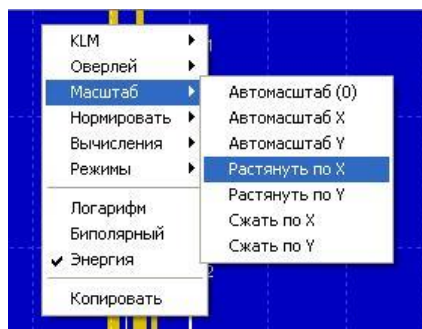 KLM
Оверлей
Масштаб
Нормировать
Вычисления
Режимы
Логарифм
Биполярный
Энергия
Копировать
Автомасштаб (0)
Автомасштаб X
Автомасштаб Y
Растянуть по X
Растянуть по Y
Сжать по X
Сжать по Y